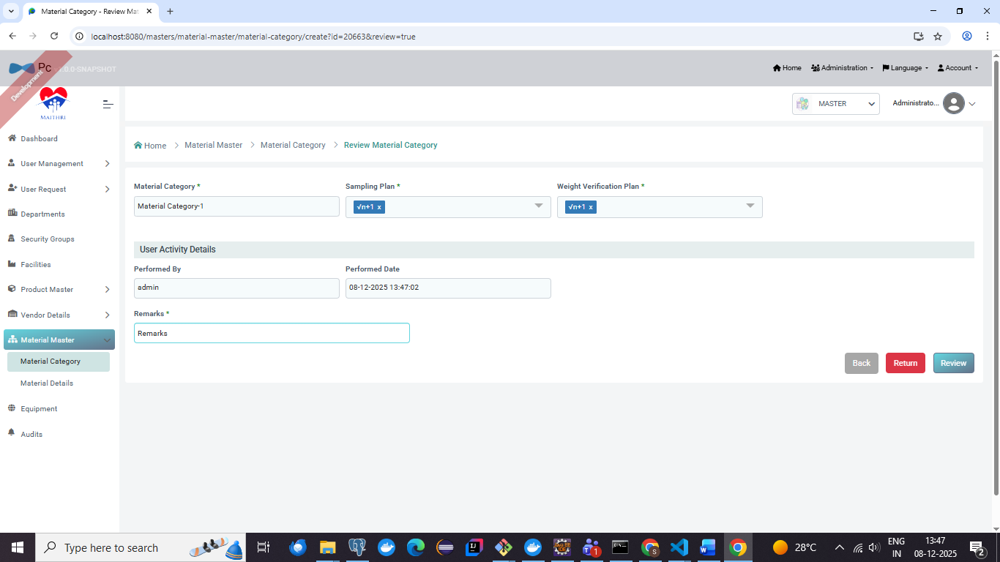 Material Category - Review Mat
localhost:8080/masters/material-master/material-category/create?id=20663&review=true
Pc v1.0.0-SNAPSHOT
Development
Home
Administration
Language
Account
MAITHRI
MASTER
Administrato...
Dashboard
User Management
User Request
Departments
Security Groups
Facilities
Product Master
Vendor Details
Material Master
Material Category
Material Details
Equipment
Audits
Home > Material Master > Material Category > Review Material Category
Material Category * Sampling Plan * Weight Verification Plan *
Material Category-1 √n+1 x √n+1 x
User Activity Details
Performed By Performed Date
admin 08-12-2025 13:47:02
Remarks *
Remarks
Back Return Review
Type here to search
28°C
ENG
IN
13:47
08-12-2025
1
S
2